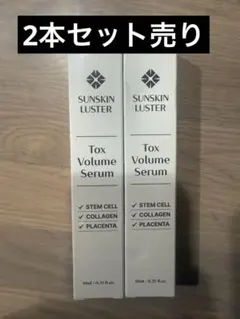 2本セット売り
SUNSKIN
LUSTER
Tox
Volume
Serum
✓ STEM CELL
✓ COLLAGEN
✓ PLACENTA
SUNSKIN
LUSTER
Tox
Volume
Serum
✓ STEM CELL
✓ COLLAGEN
✓ PLACENTA